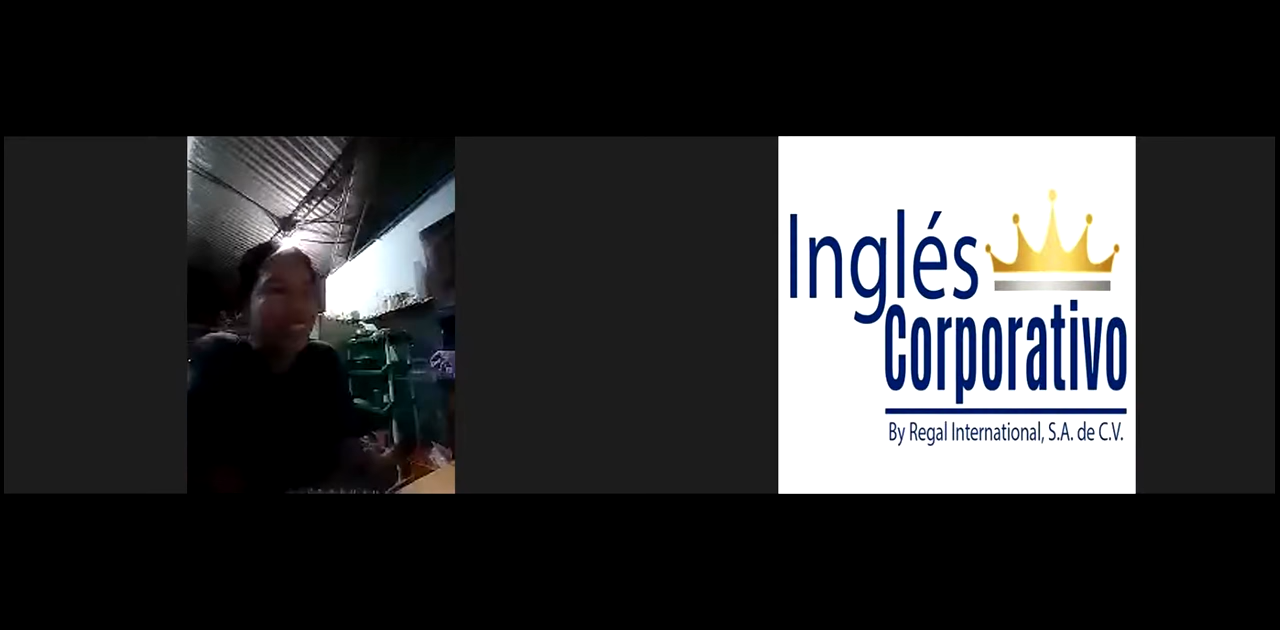 Inglés
Corporativo
By Regal International, S.A. de C.V.